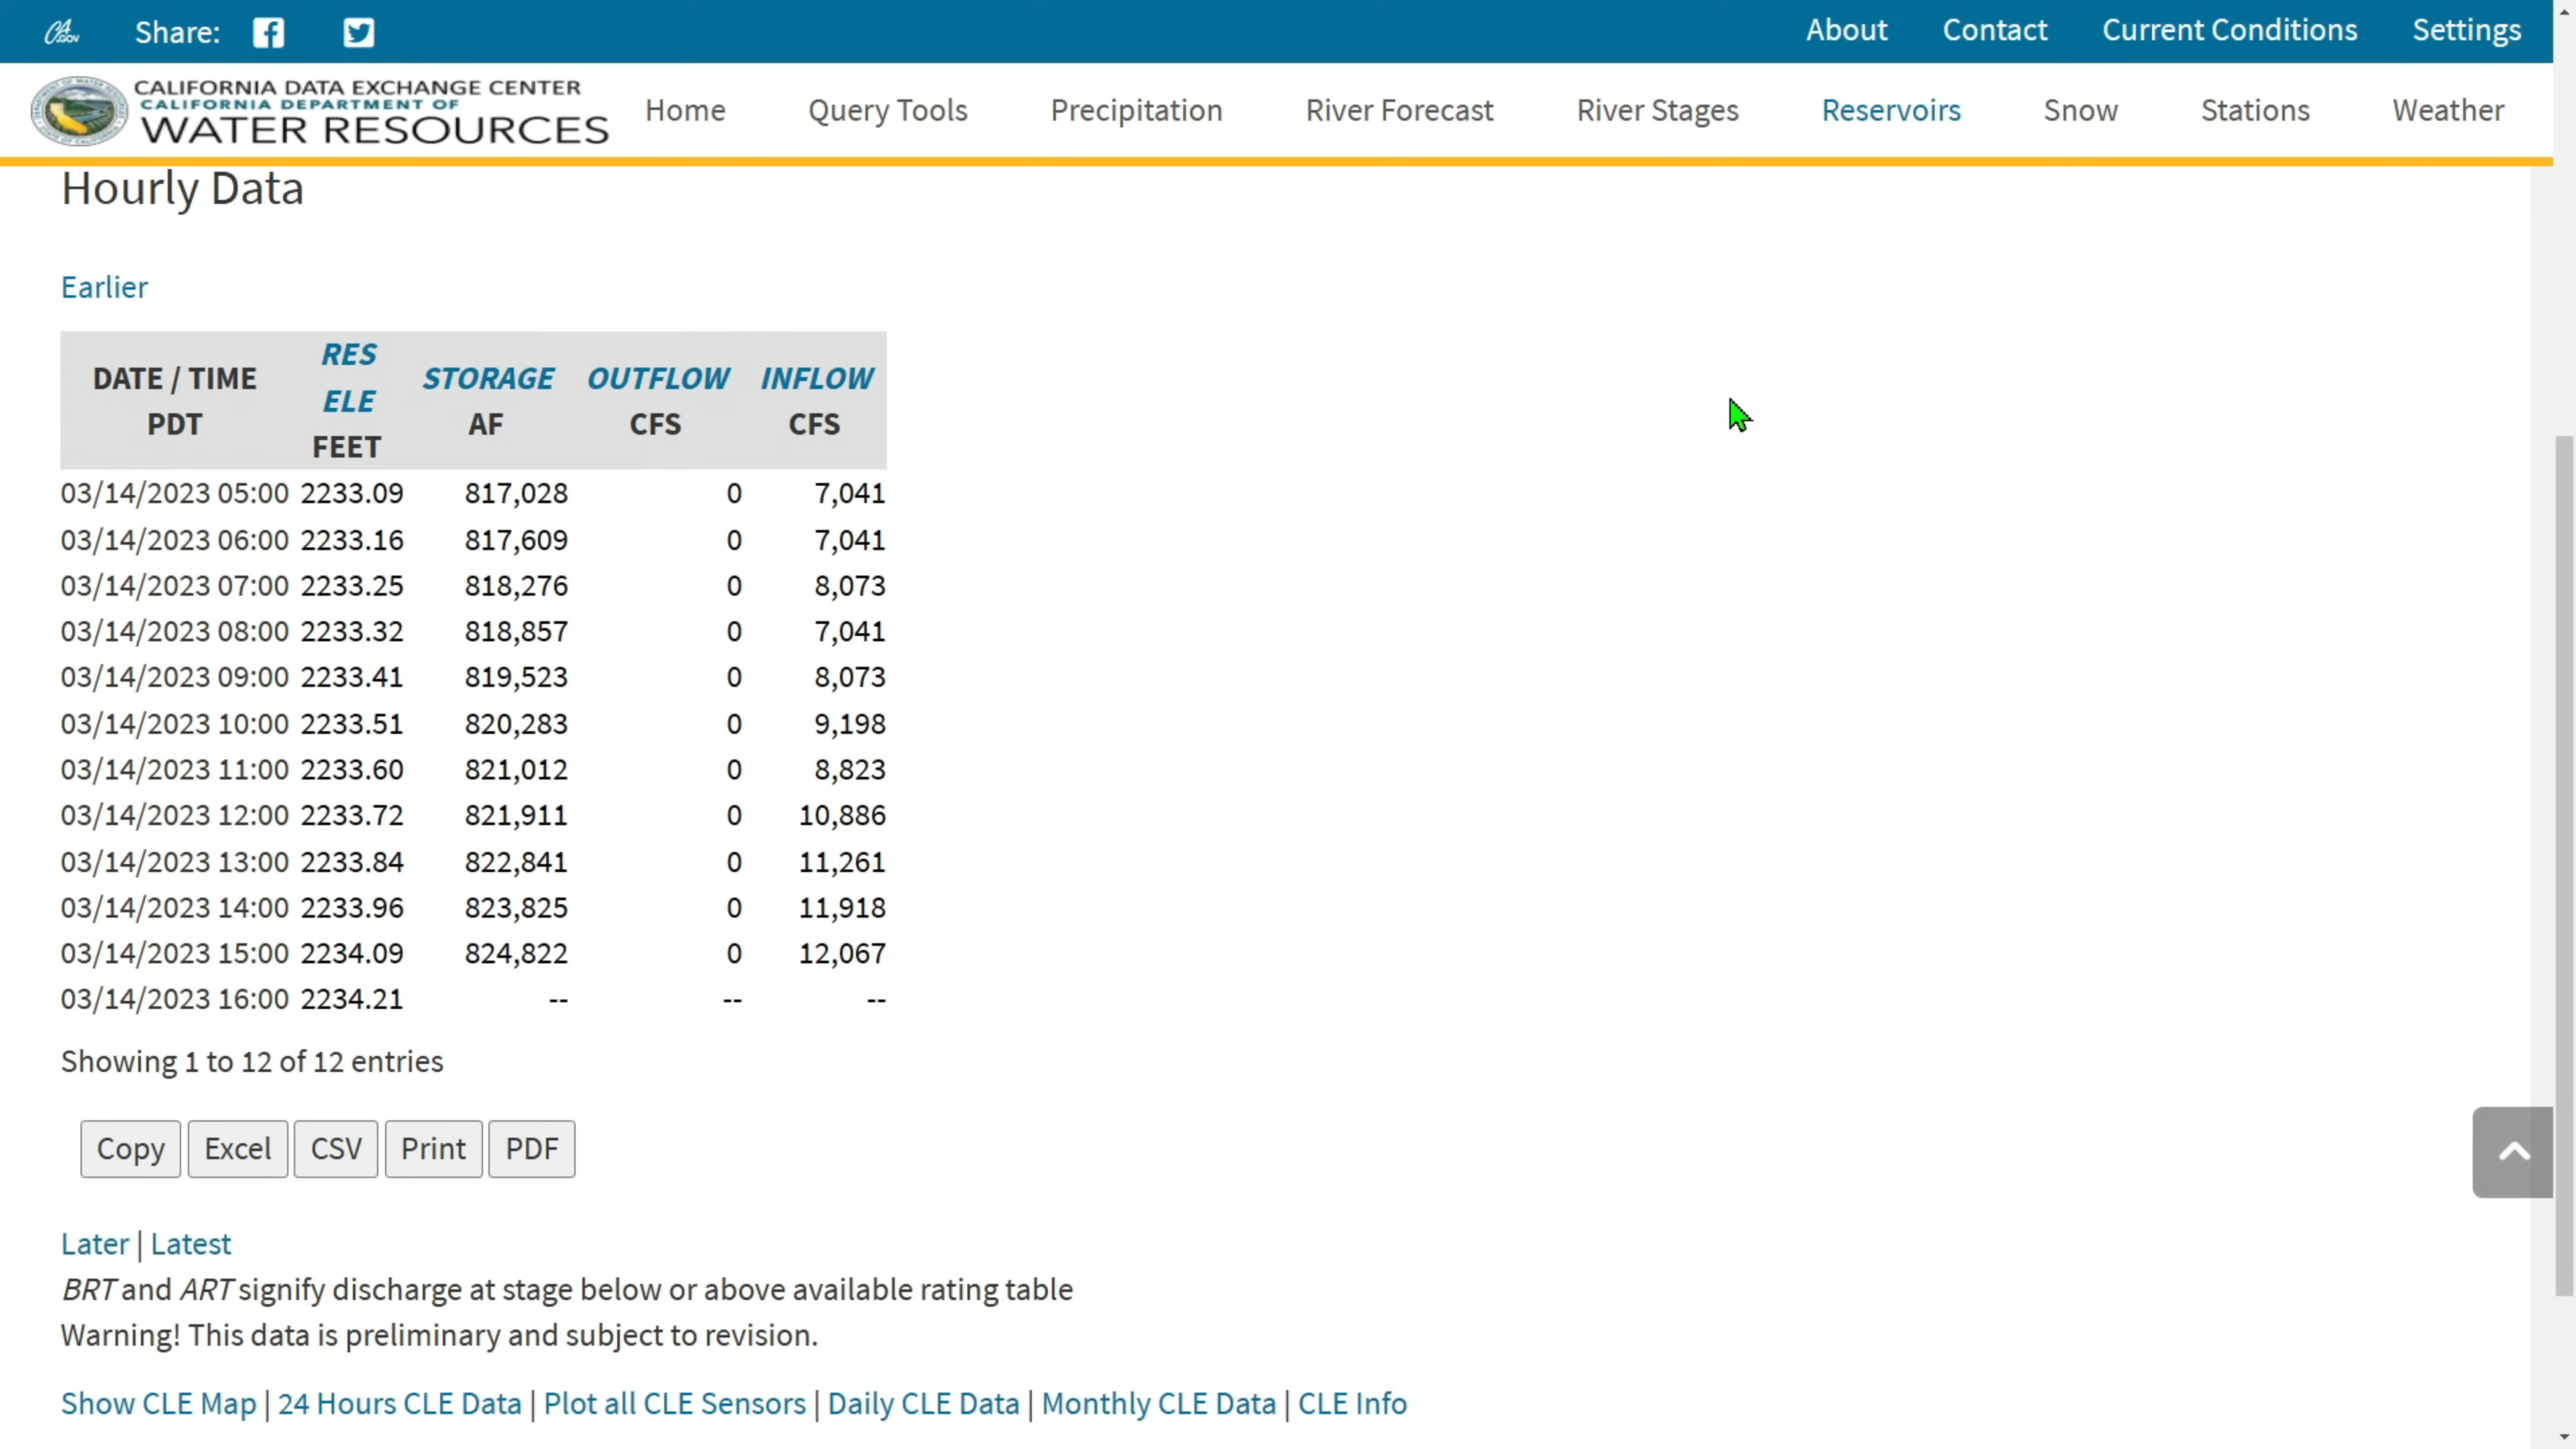 CA.GOV Share: About Contact Current Conditions Settings
CALIFORNIA DATA EXCHANGE CENTER
CALIFORNIA DEPARTMENT OF
WATER RESOURCES
Home Query Tools Precipitation River Forecast River Stages Reservoirs Snow Stations Weather
Hourly Data
Earlier
DATE / TIME PDT RES ELE FEET STORAGE AF OUTFLOW CFS INFLOW CFS
03/14/2023 05:00 2233.09 817,028 0 7,041
03/14/2023 06:00 2233.16 817,609 0 7,041
03/14/2023 07:00 2233.25 818,276 0 8,073
03/14/2023 08:00 2233.32 818,857 0 7,041
03/14/2023 09:00 2233.41 819,523 0 8,073
03/14/2023 10:00 2233.51 820,283 0 9,198
03/14/2023 11:00 2233.60 821,012 0 8,823
03/14/2023 12:00 2233.72 821,911 0 10,886
03/14/2023 13:00 2233.84 822,841 0 11,261
03/14/2023 14:00 2233.96 823,825 0 11,918
03/14/2023 15:00 2234.09 824,822 0 12,067
03/14/2023 16:00 2234.21 -- -- --
Showing 1 to 12 of 12 entries
Copy Excel CSV Print PDF
Later | Latest
BRT and ART signify discharge at stage below or above available rating table
Warning! This data is preliminary and subject to revision.
Show CLE Map | 24 Hours CLE Data | Plot all CLE Sensors | Daily CLE Data | Monthly CLE Data | CLE Info